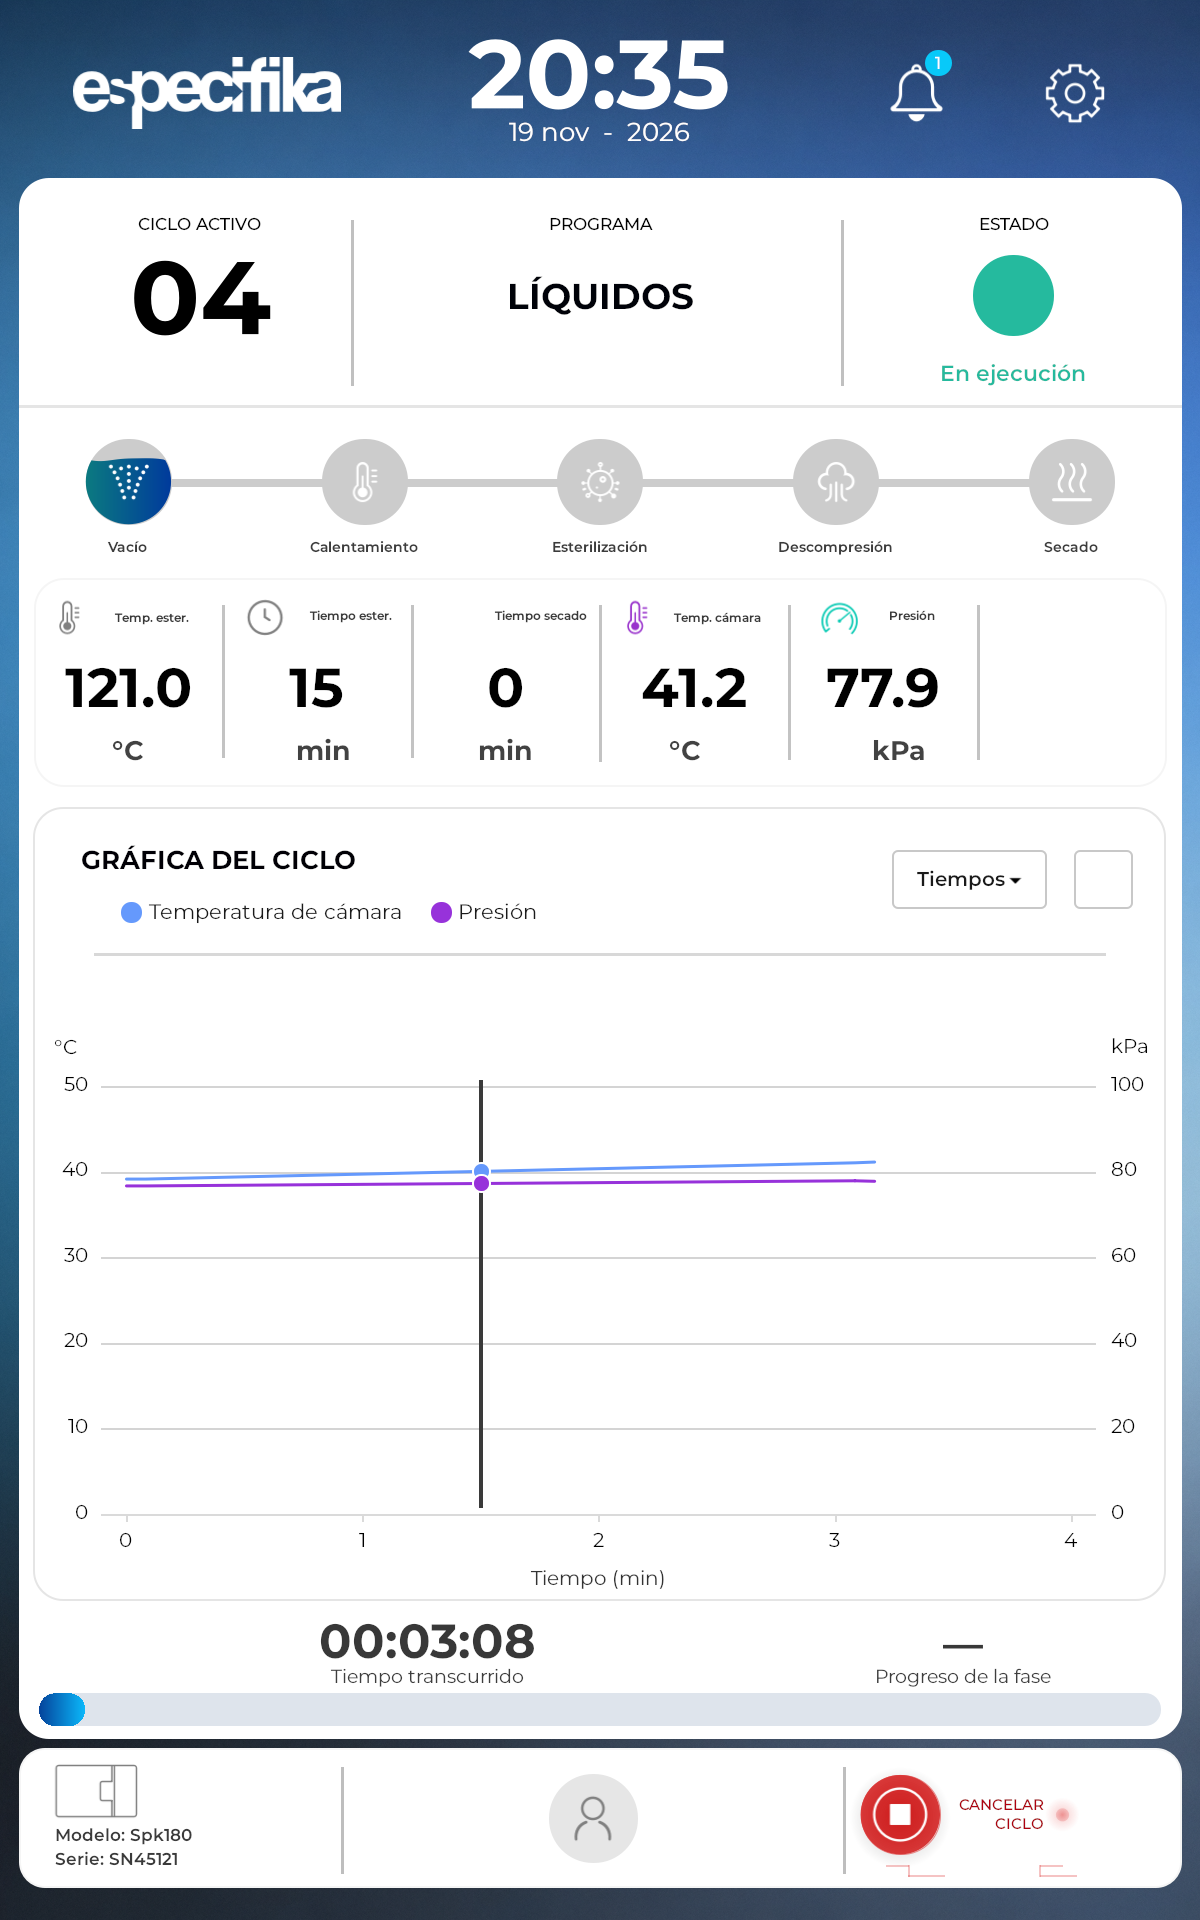 especifika
20:35
19 nov - 2026
1
CICLO ACTIVO
04
PROGRAMA
LÍQUIDOS
ESTADO
En ejecución
Vacío
Calentamiento
Esterilización
Descompresión
Secado
Temp. ester.
121.0
°C
Tiempo ester.
15
min
Tiempo secado
0
min
Temp. cámara
41.2
°C
Presión
77.9
kPa
GRÁFICA DEL CICLO
Tiempos
Temperatura de cámara
Presión
°C
kPa
50
100
40
80
30
60
20
40
10
20
0
0
0
1
2
3
4
Tiempo (min)
00:03:08
Tiempo transcurrido
—
Progreso de la fase
Modelo: Spk180
Serie: SN45121
CANCELAR
CICLO